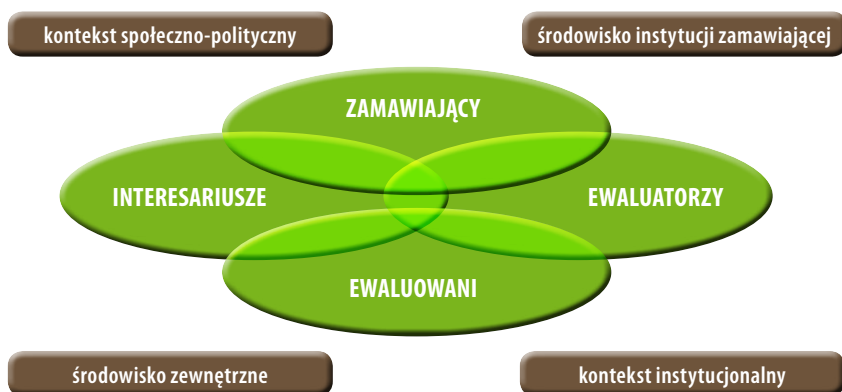 kontekst społeczno-polityczny
środowisko instytucji zamawiającej
ZAMAWIAJĄCY
INTERESARIUSZE
EWALUATORZY
EWALUOWANI
środowisko zewnętrzne
kontekst instytucjonalny